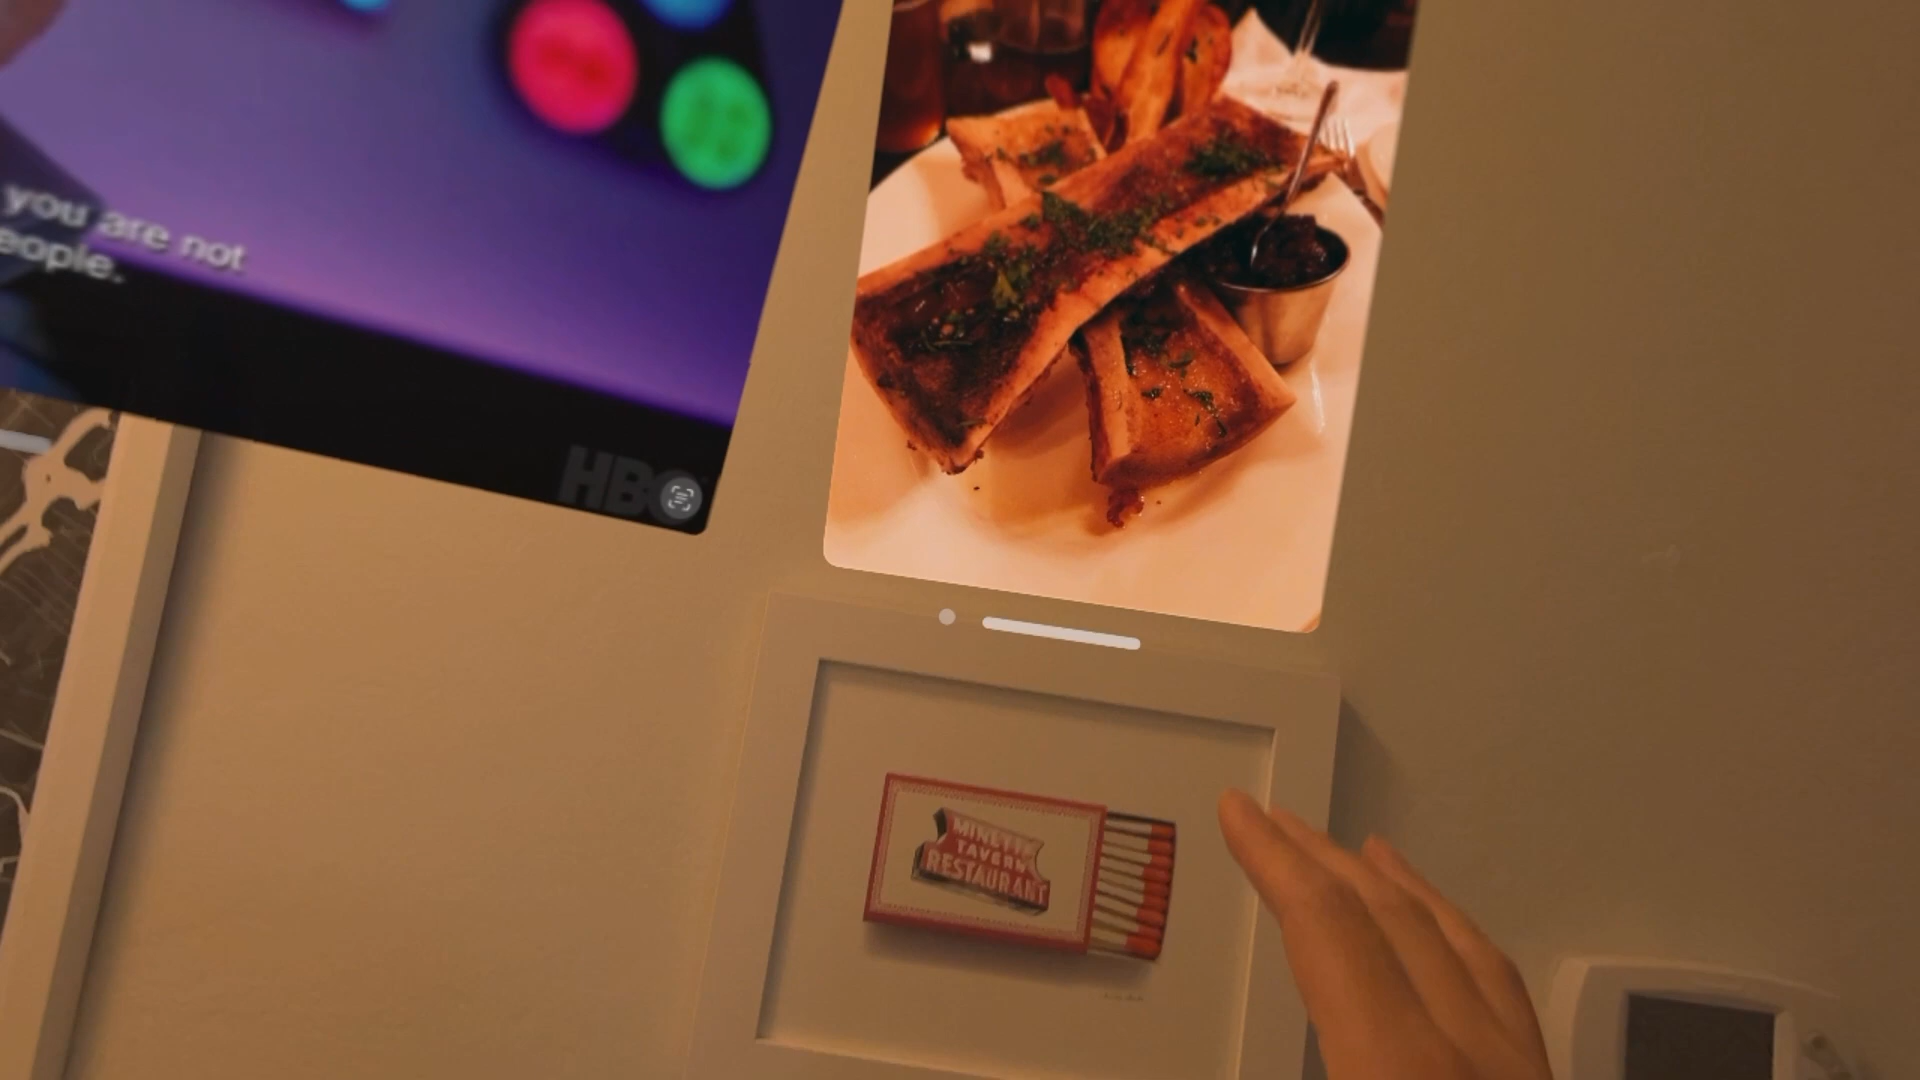 you are not
eople.
HBO
MINETTA
TAVERN
RESTAURANT